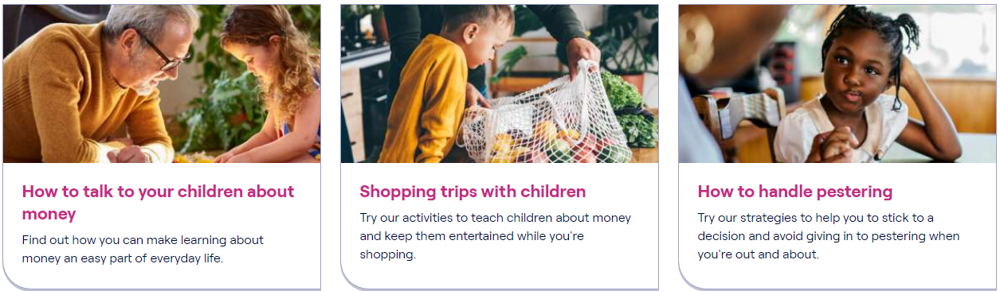 How to talk to your children about
money
Find out how you can make learning about
money an easy part of everyday life.
Shopping trips with children
Try our activities to teach children about money
and keep them entertained while you're
shopping.
How to handle pestering
Try our strategies to help you to stick to a
decision and avoid giving in to pestering when
you're out and about.